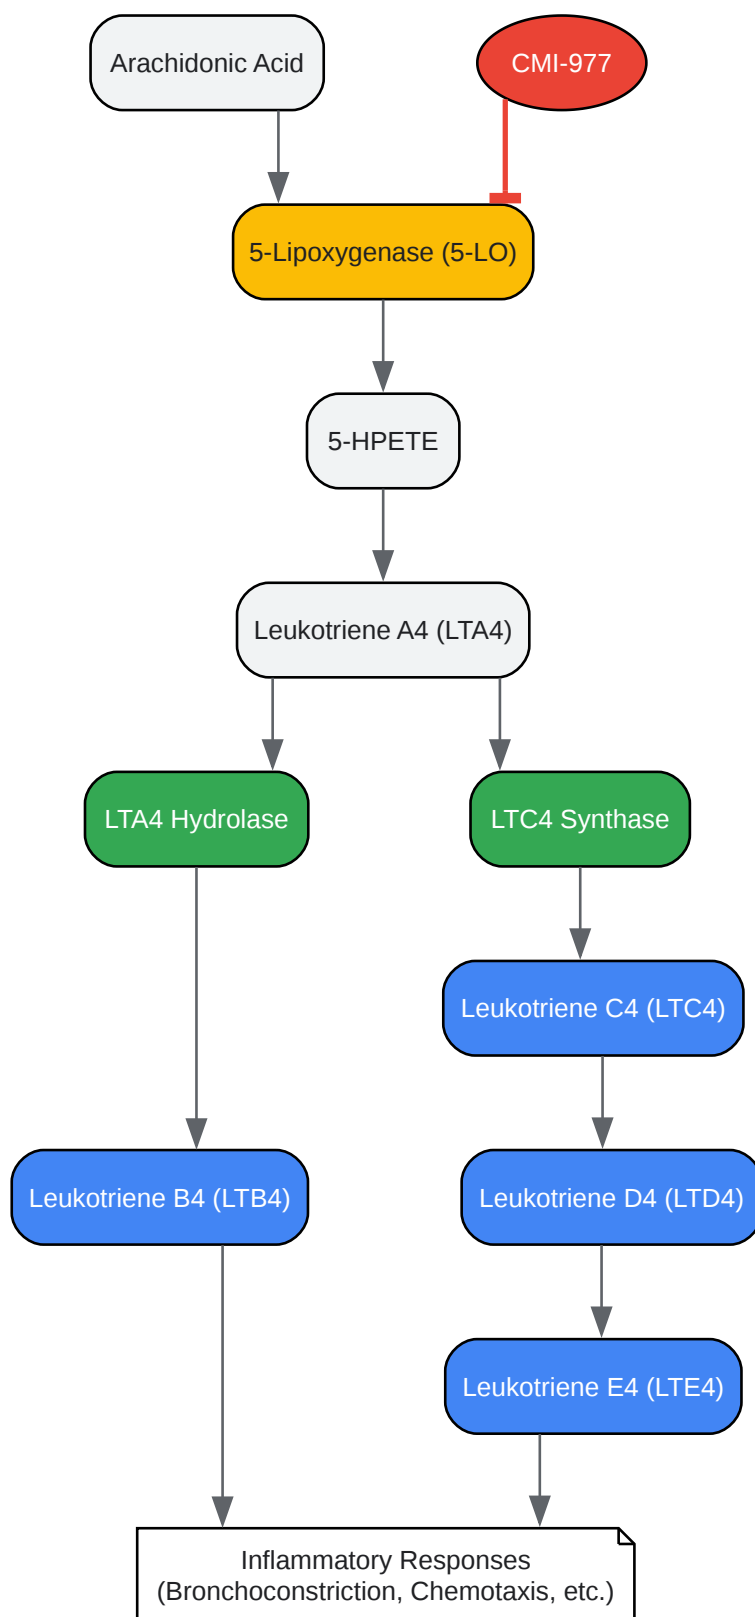 Arachidonic Acid
CMI-977
5-Lipoxygenase (5-LO)
5-HPETE
Leukotriene A4 (LTA4)
LTA4 Hydrolase
LTC4 Synthase
Leukotriene C4 (LTC4)
Leukotriene B4 (LTB4)
Leukotriene D4 (LTD4)
Leukotriene E4 (LTE4)
Inflammatory Responses
(Bronchoconstriction, Chemotaxis, etc.)